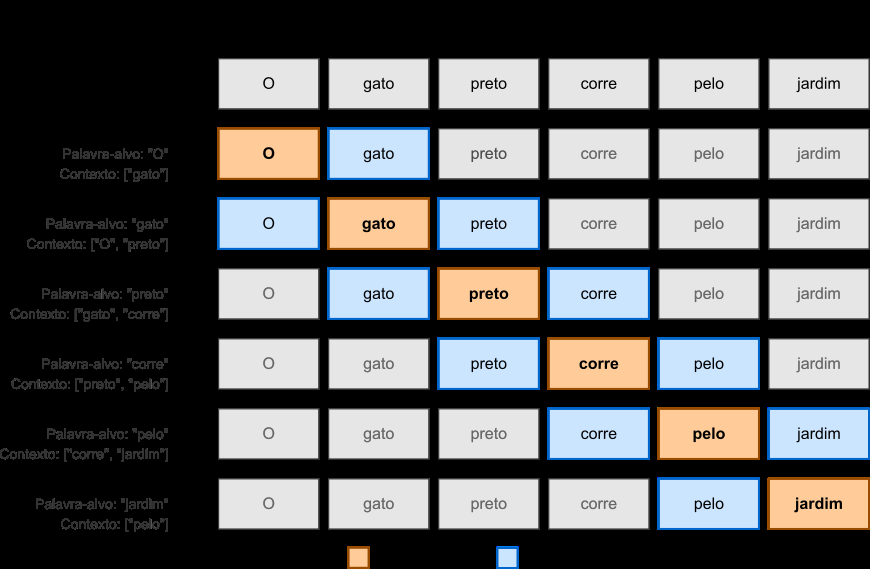 O gato preto corre pelo jardim
Palavra-alvo: "O"
Contexto: ["gato"]
O gato preto corre pelo jardim
Palavra-alvo: "gato"
Contexto: ["O", "preto"]
O gato preto corre pelo jardim
Palavra-alvo: "preto"
Contexto: ["gato", "corre"]
O gato preto corre pelo jardim
Palavra-alvo: "corre"
Contexto: ["preto", "pelo"]
O gato preto corre pelo jardim
Palavra-alvo: "pelo"
Contexto: ["corre", "jardim"]
O gato preto corre pelo jardim
Palavra-alvo: "jardim"
Contexto: ["pelo"]
O gato preto corre pelo jardim